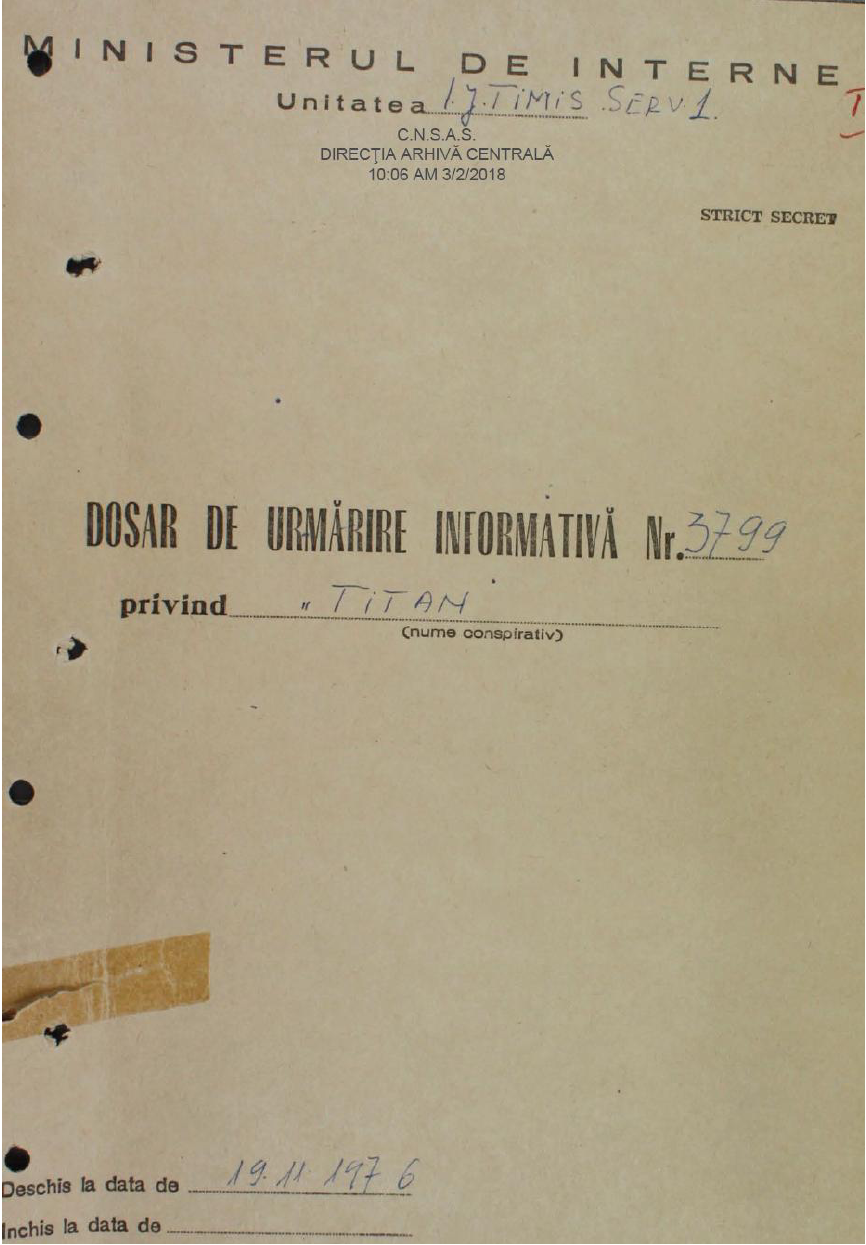 MINISTERUL DE INTERNE
Unitatea I.J. TIMIS SERV 1.
I
C.N.S.A.S.
DIRECŢIA ARHIVĂ CENTRALĂ
10:06 AM 3/2/2018
STRICT SECRET
DOSAR DE URMĂRIRE INFORMATIVĂ Nr. 3799
privind "TITAN
(nume conspirativ)
Deschis la data de 19.11.1976
Inchis la data de